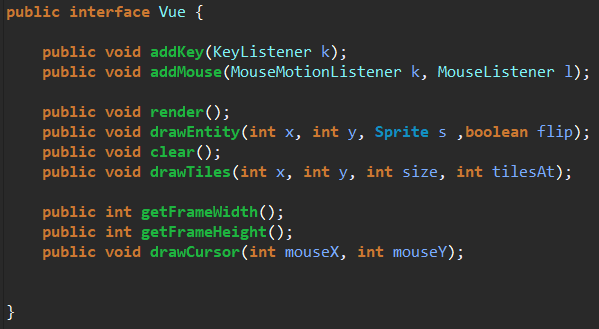 public interface Vue {
public void addKey(KeyListener k);
public void addMouse(MouseMotionListener k, MouseListener l);
public void render();
public void drawEntity(int x, int y, Sprite s ,boolean flip);
public void clear();
public void drawTiles(int x, int y, int size, int tilesAt);
public int getFrameWidth();
public int getFrameHeight();
public void drawCursor(int mouseX, int mouseY);
}